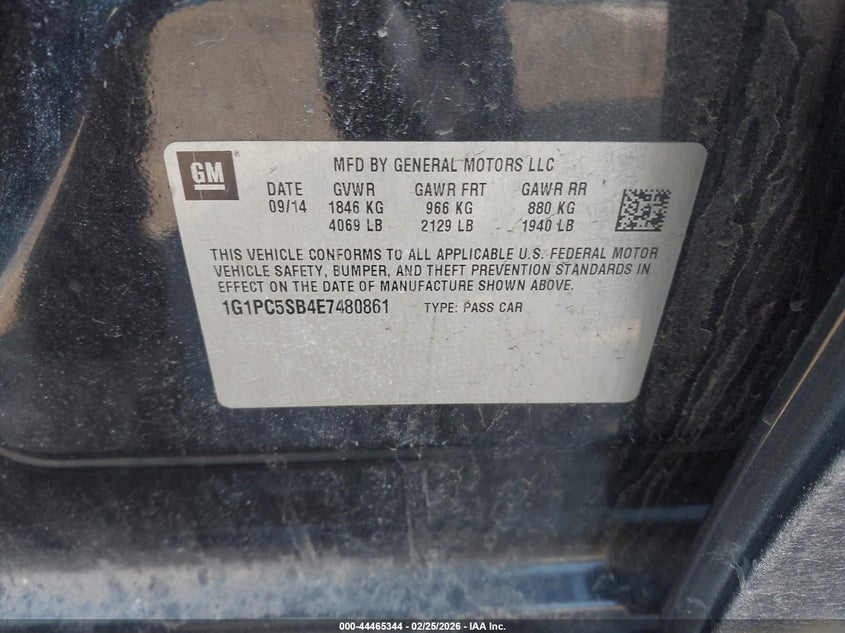 GM
MFD BY GENERAL MOTORS LLC
DATE GVWR GAWR FRT GAWR RR
09/14 1846 KG 966 KG 880 KG
4069 LB 2129 LB 1940 LB
THIS VEHICLE CONFORMS TO ALL APPLICABLE U.S. FEDERAL MOTOR
VEHICLE SAFETY, BUMPER, AND THEFT PREVENTION STANDARDS IN
EFFECT ON THE DATE OF MANUFACTURE SHOWN ABOVE.
1G1PC5SB4E7480861 TYPE: PASS CAR
000-44465344 | 02/25/2026 - IAA Inc.